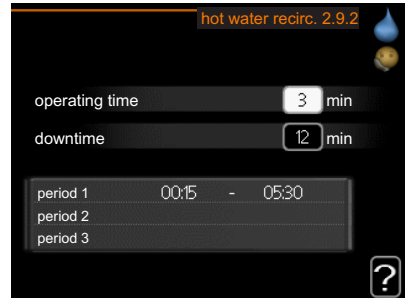 hot water recirc. 2.9.2
operating time 3 min
downtime 12 min
period 1 00:15 - 05:30
period 2
period 3
?